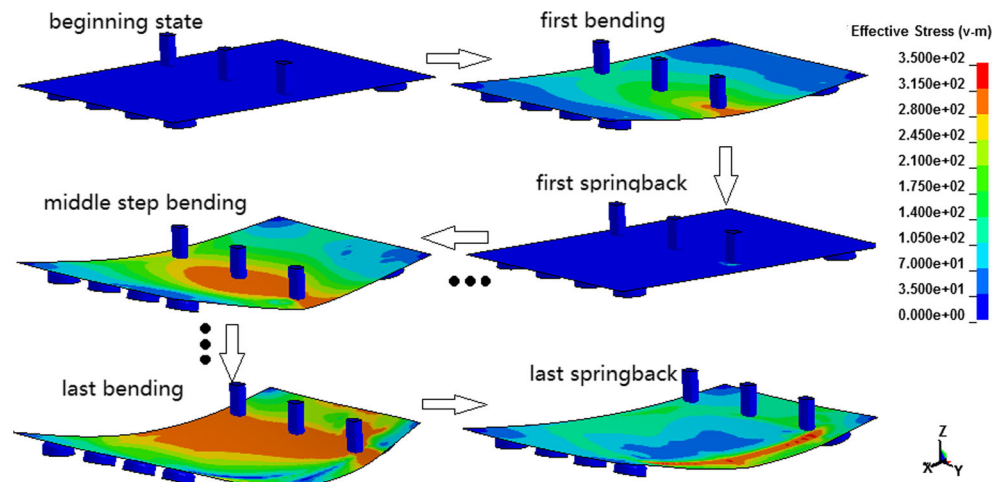 beginning state
first bending
Effective Stress (v-m)
3.500e+02
3.150e+02
2.800e+02
2.450e+02
2.100e+02
1.750e+02
1.400e+02
1.050e+02
7.000e+01
3.500e+01
0.000e+00
first springback
middle step bending
last bending
last springback
Z
X
Y